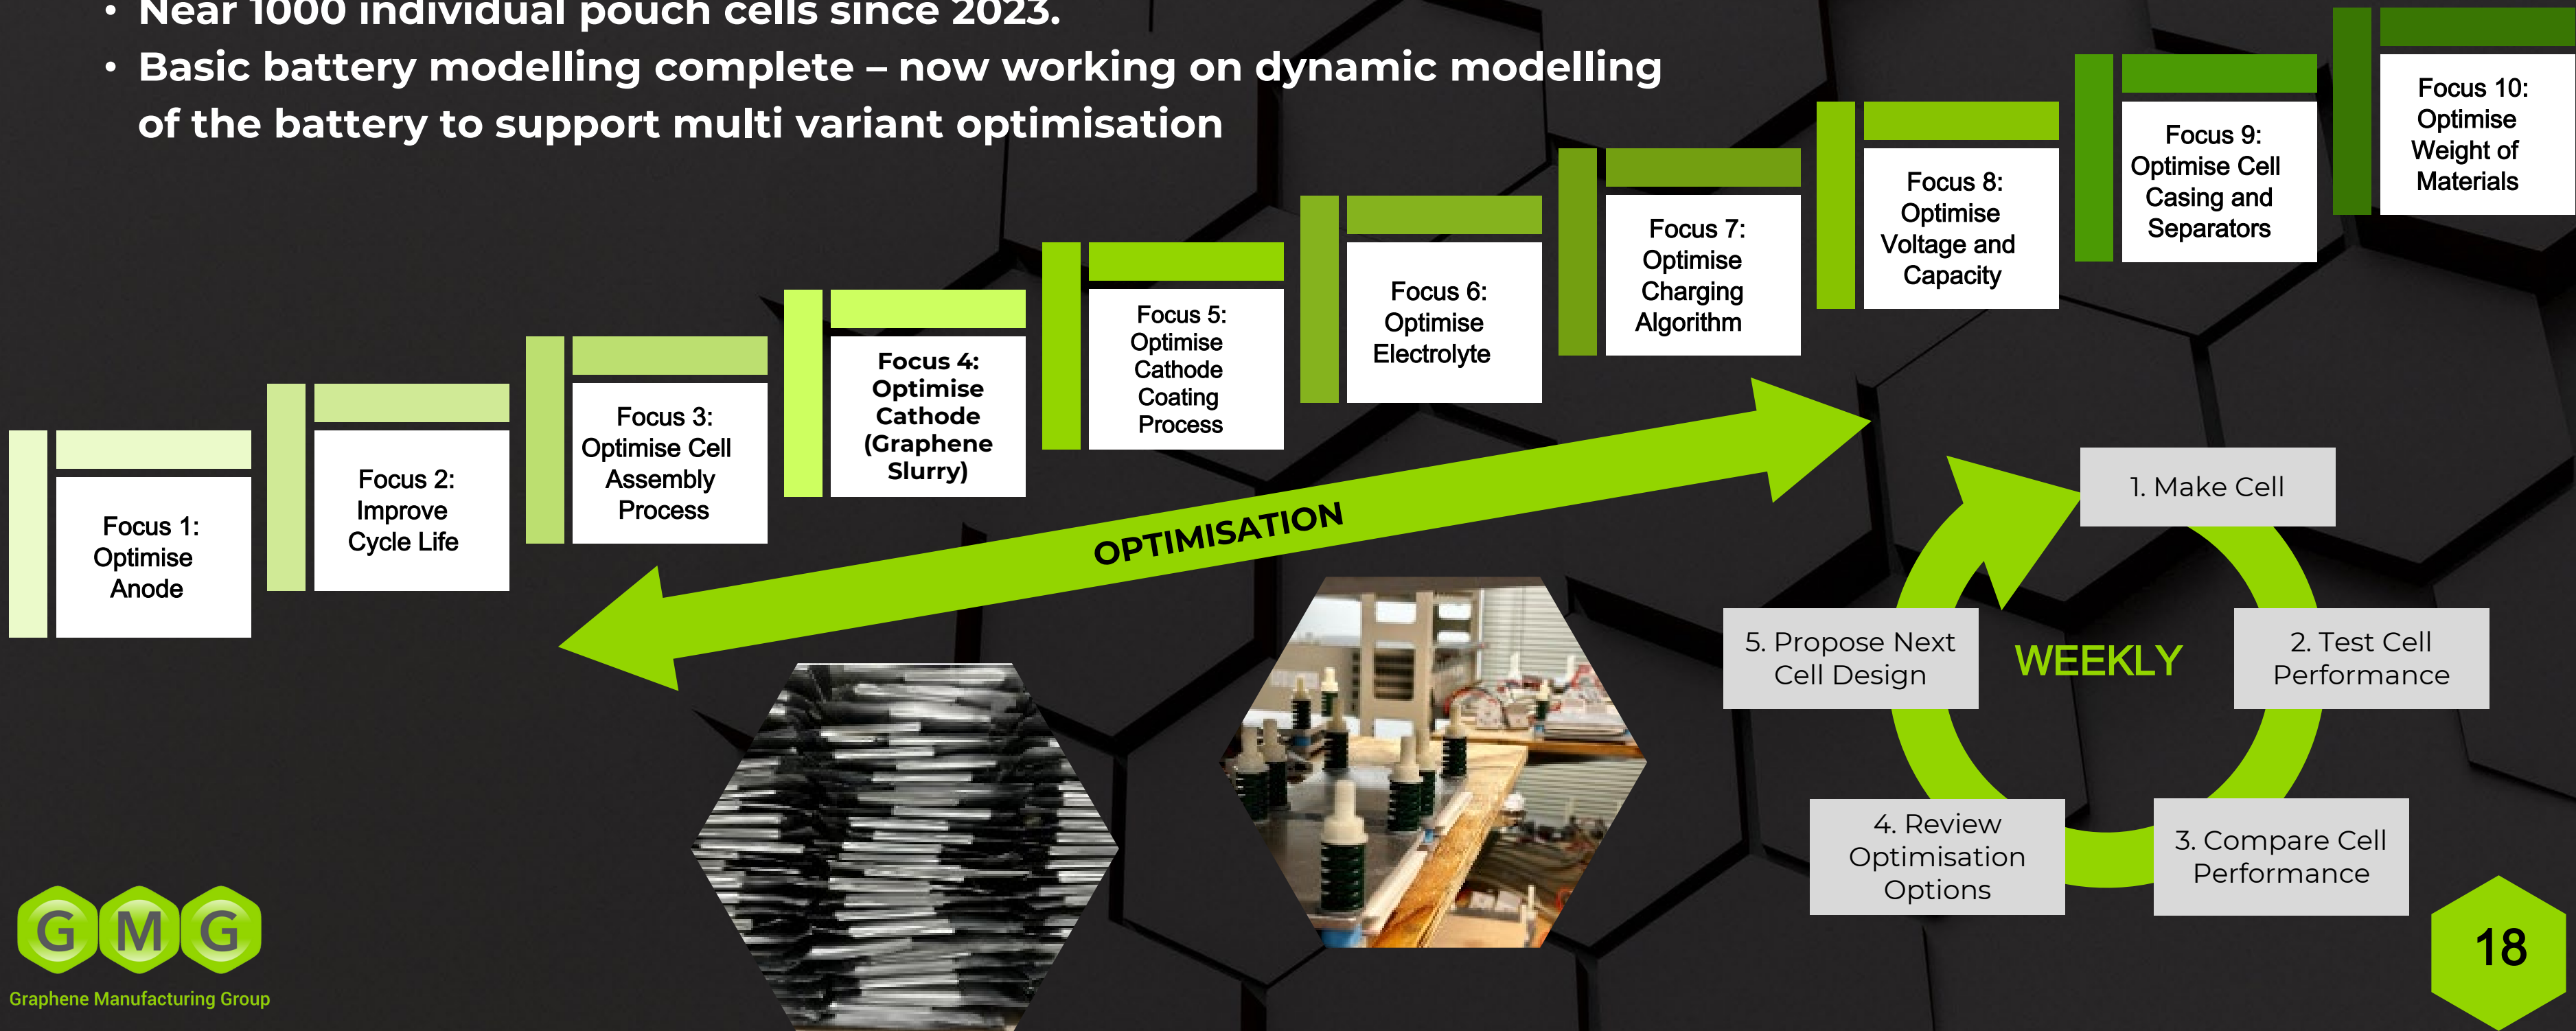 • Near 1000 individual pouch cells since 2023.
• Basic battery modelling complete – now working on dynamic modelling
of the battery to support multi variant optimisation
Focus 1:
Optimise
Anode
Focus 2:
Improve
Cycle Life
Focus 3:
Optimise Cell
Assembly
Process
Focus 4:
Optimise
Cathode
(Graphene
Slurry)
Focus 5:
Optimise
Cathode
Coating
Process
Focus 6:
Optimise
Electrolyte
Focus 7:
Optimise
Charging
Algorithm
Focus 8:
Optimise
Voltage and
Capacity
Focus 9:
Optimise Cell
Casing and
Separators
Focus 10:
Optimise
Weight of
Materials
OPTIMISATION
1. Make Cell
2. Test Cell
Performance
3. Compare Cell
Performance
4. Review
Optimisation
Options
5. Propose Next
Cell Design
WEEKLY
GMG
Graphene Manufacturing Group
18